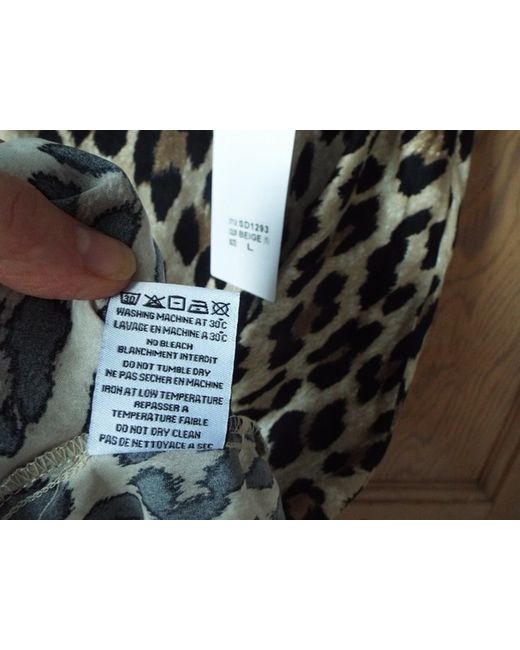 SD1293
BEIGE
L
30
WASHING MACHINE AT 30°C
LAVAGE EN MACHINE A 30°C
NO BLEACH
BLANCHIMENT INTERDIT
DO NOT TUMBLE DRY
NE PAS SECHER EN MACHINE
IRON AT LOW TEMPERATURE
REPASSER A
TEMPERATURE FAIBLE
DO NOT DRY CLEAN
PAS DE NETTOYAGE A SEC